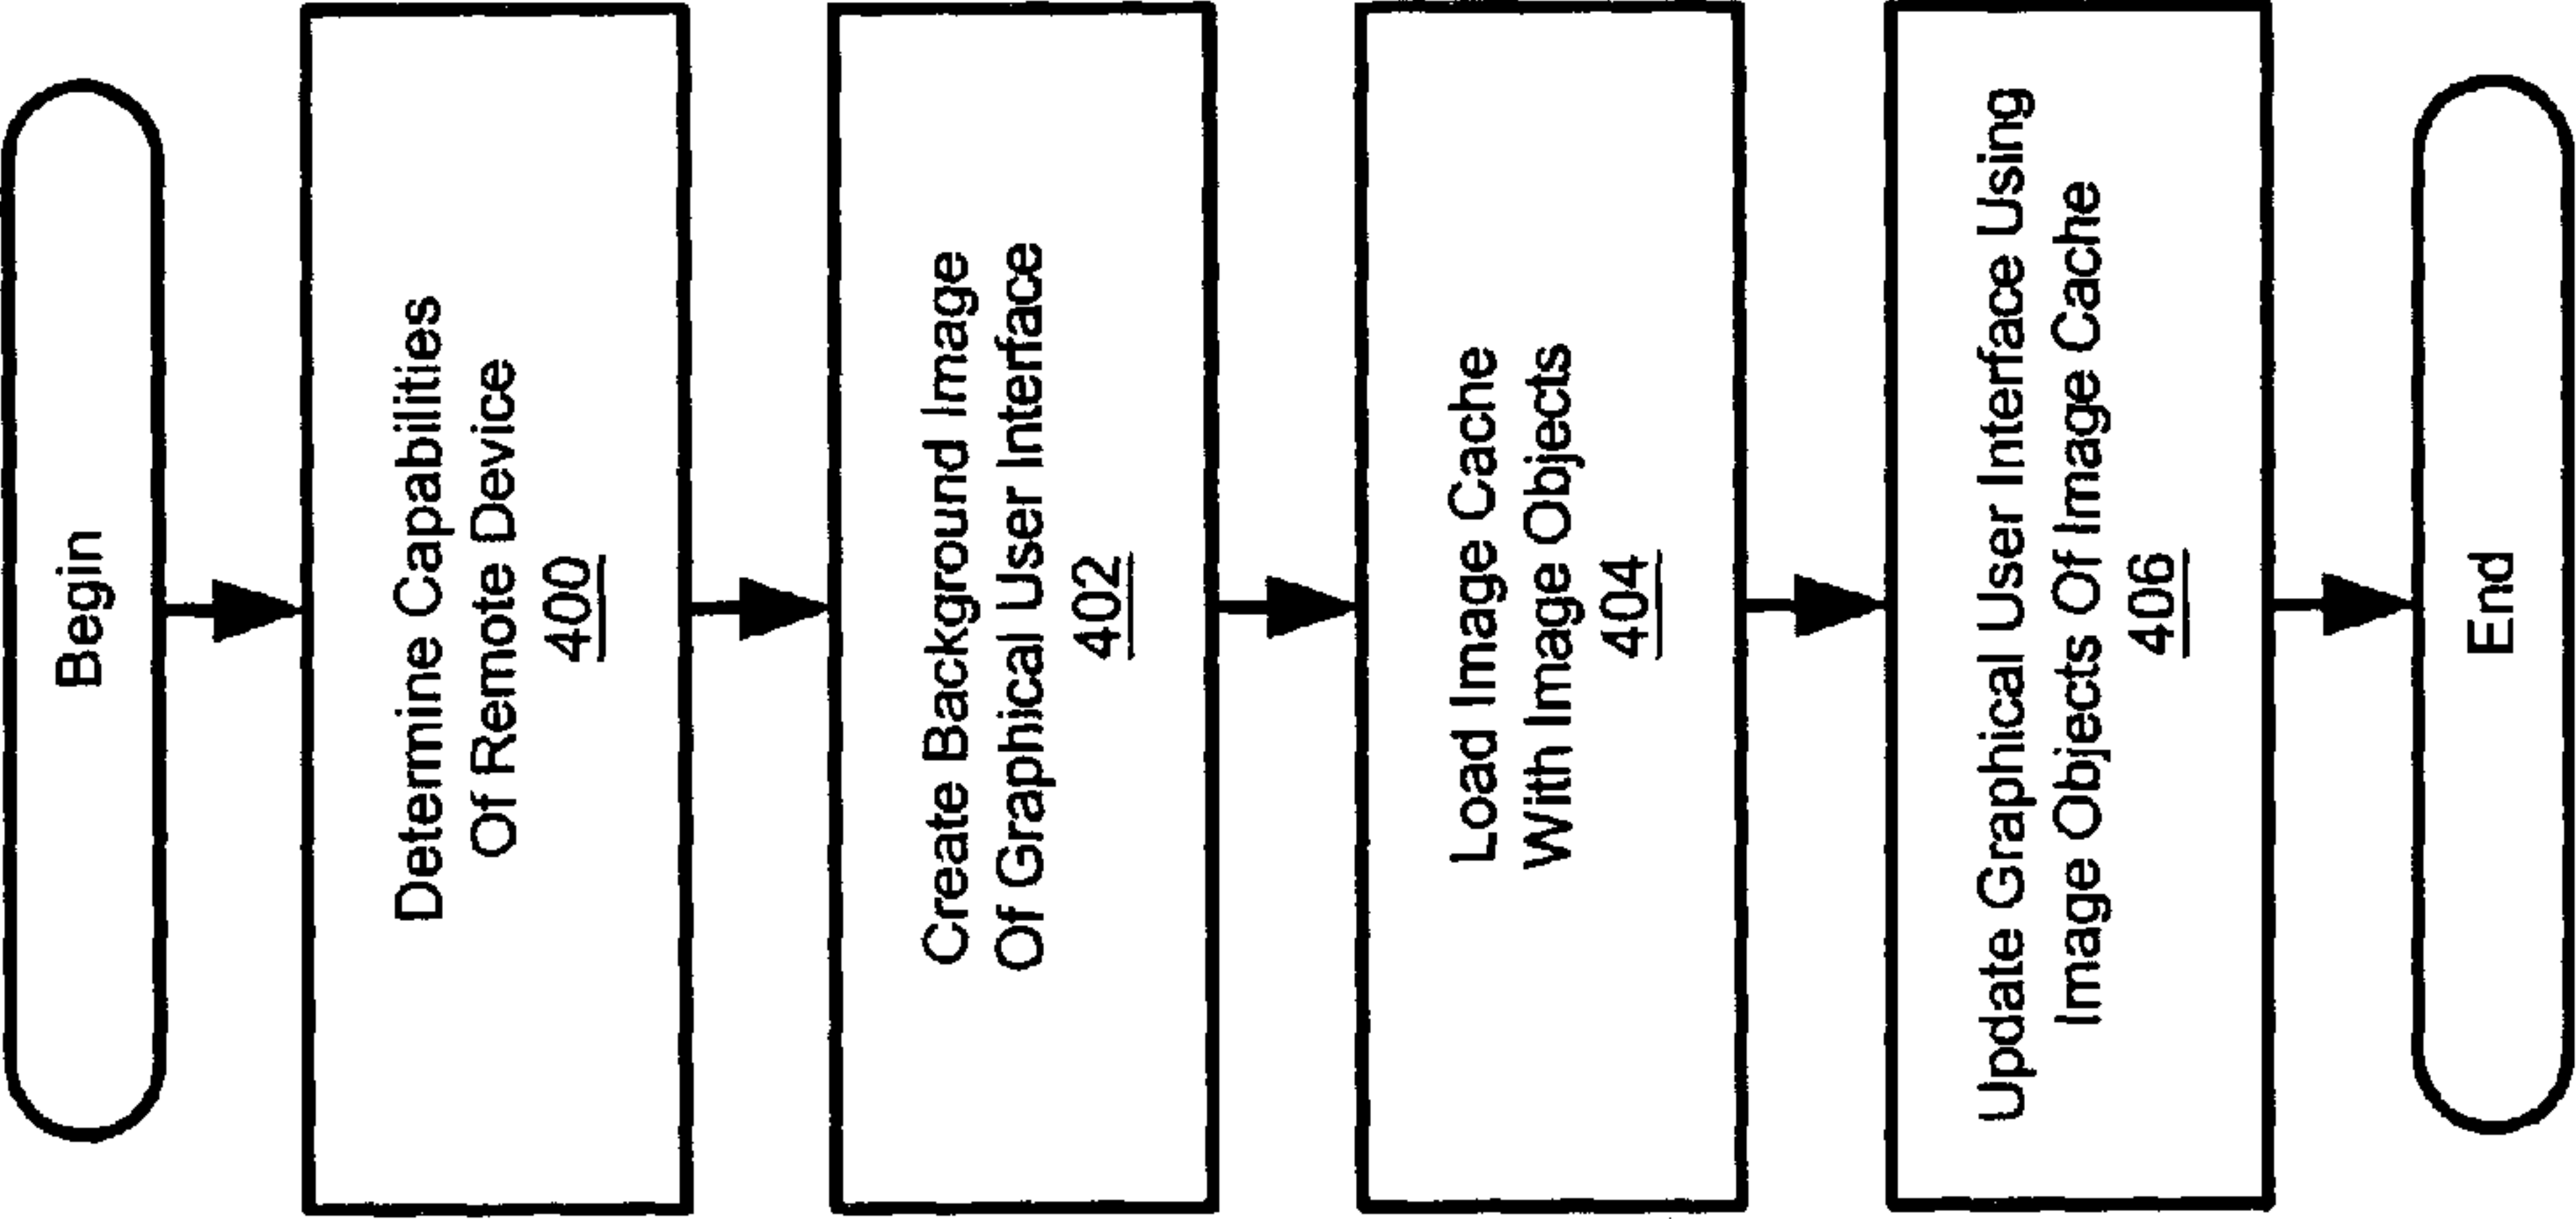 Begin
Determine Capabilities
Of Remote Device
400
Create Background Image
Of Graphical User Interface
402
Load Image Cache
With Image Objects
404
Update Graphical User Interface Using
Image Objects Of Image Cache
406
End